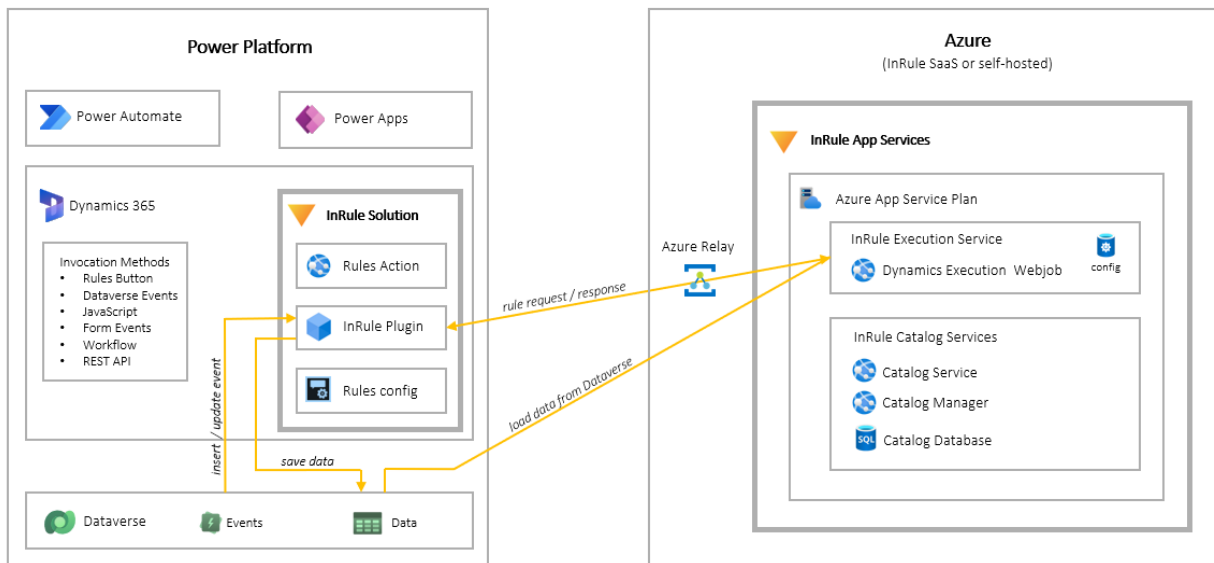 Power Platform
Power Automate
Power Apps
Dynamics 365
Invocation Methods
• Rules Button
• Dataverse Events
• JavaScript
• Form Events
• Workflow
• REST API
InRule Solution
Rules Action
InRule Plugin
Rules config
insert / update event
save data
Dataverse
Events
Data
rule request / response
load data from Dataverse
Azure Relay
Azure
(InRule SaaS or self-hosted)
InRule App Services
Azure App Service Plan
InRule Execution Service
Dynamics Execution Webjob
config
InRule Catalog Services
Catalog Service
Catalog Manager
SQL
Catalog Database